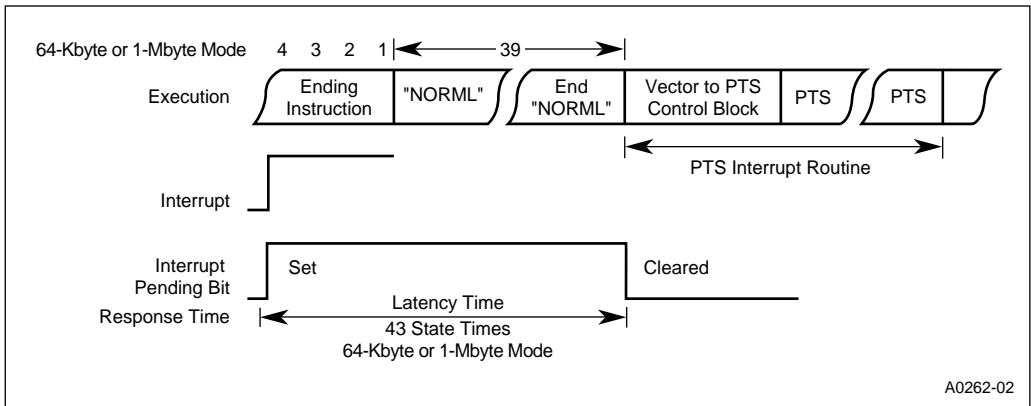 64-Kbyte or 1-Mbyte Mode 4 3 2 1 39
Execution
Ending
Instruction
"NORML"
End
"NORML"
Vector to PTS
Control Block
PTS
PTS
PTS Interrupt Routine
Interrupt
Interrupt
Pending Bit
Set
Cleared
Response Time
Latency Time
43 State Times
64-Kbyte or 1-Mbyte Mode
A0262-02